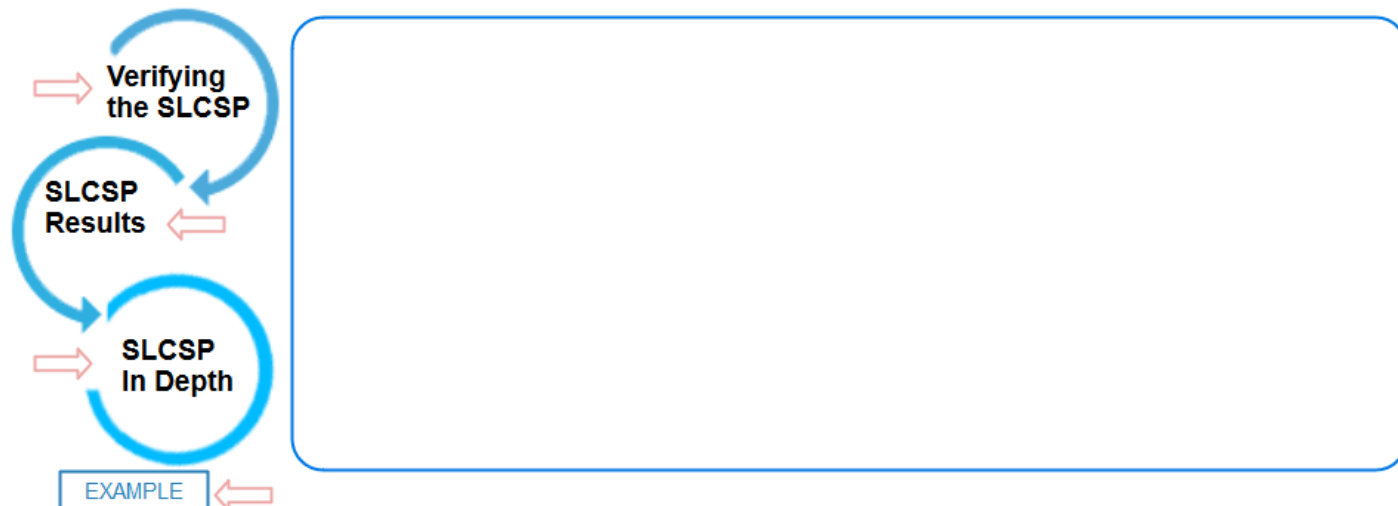 Verifying
the SLCSP
SLCSP
Results
SLCSP
In Depth
EXAMPLE